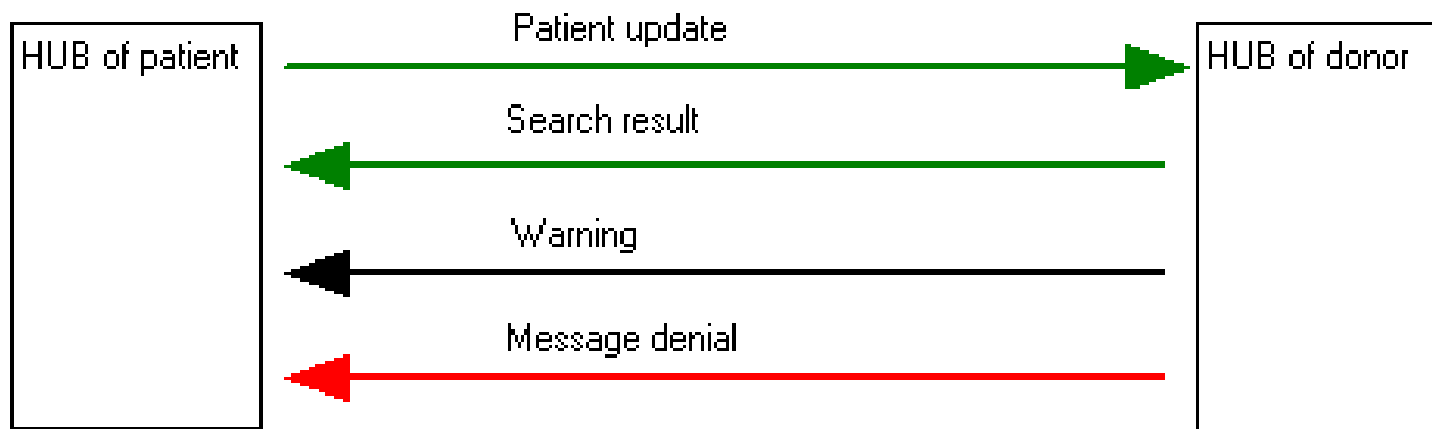 Patient update
HUB of patient
HUB of donor
Search result
Warning
Message denial